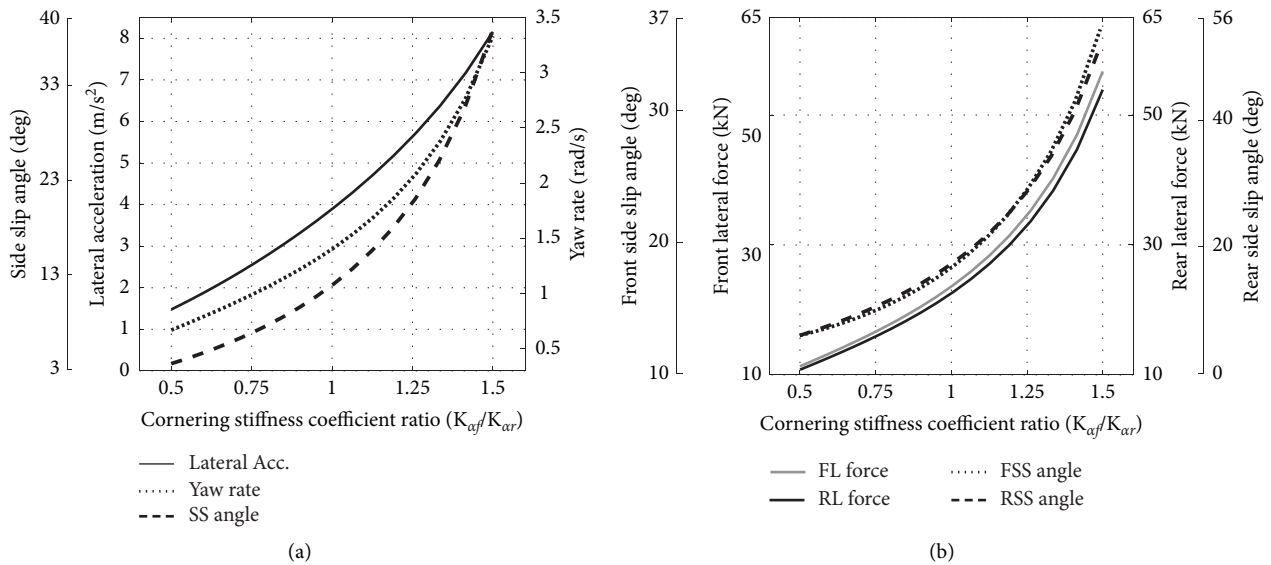 40
33
23
13
3
Side slip angle (deg)
8
7
6
5
4
3
2
1
0
Lateral acceleration (m/s²)
3.5
3
2.5
2
1.5
1
0.5
Yaw rate (rad/s)
0.5 0.75 1 1.25 1.5
Cornering stiffness coefficient ratio (Kαf/Kαr)
Lateral Acc.
Yaw rate
SS angle
(a)
37
30
20
10
Front side slip angle (deg)
65
50
30
10
Front lateral force (kN)
65
50
30
10
Rear lateral force (kN)
56
40
20
0
Rear side slip angle (deg)
0.5 0.75 1 1.25 1.5
Cornering stiffness coefficient ratio (Kαf/Kαr)
FL force
RL force
FSS angle
RSS angle
(b)